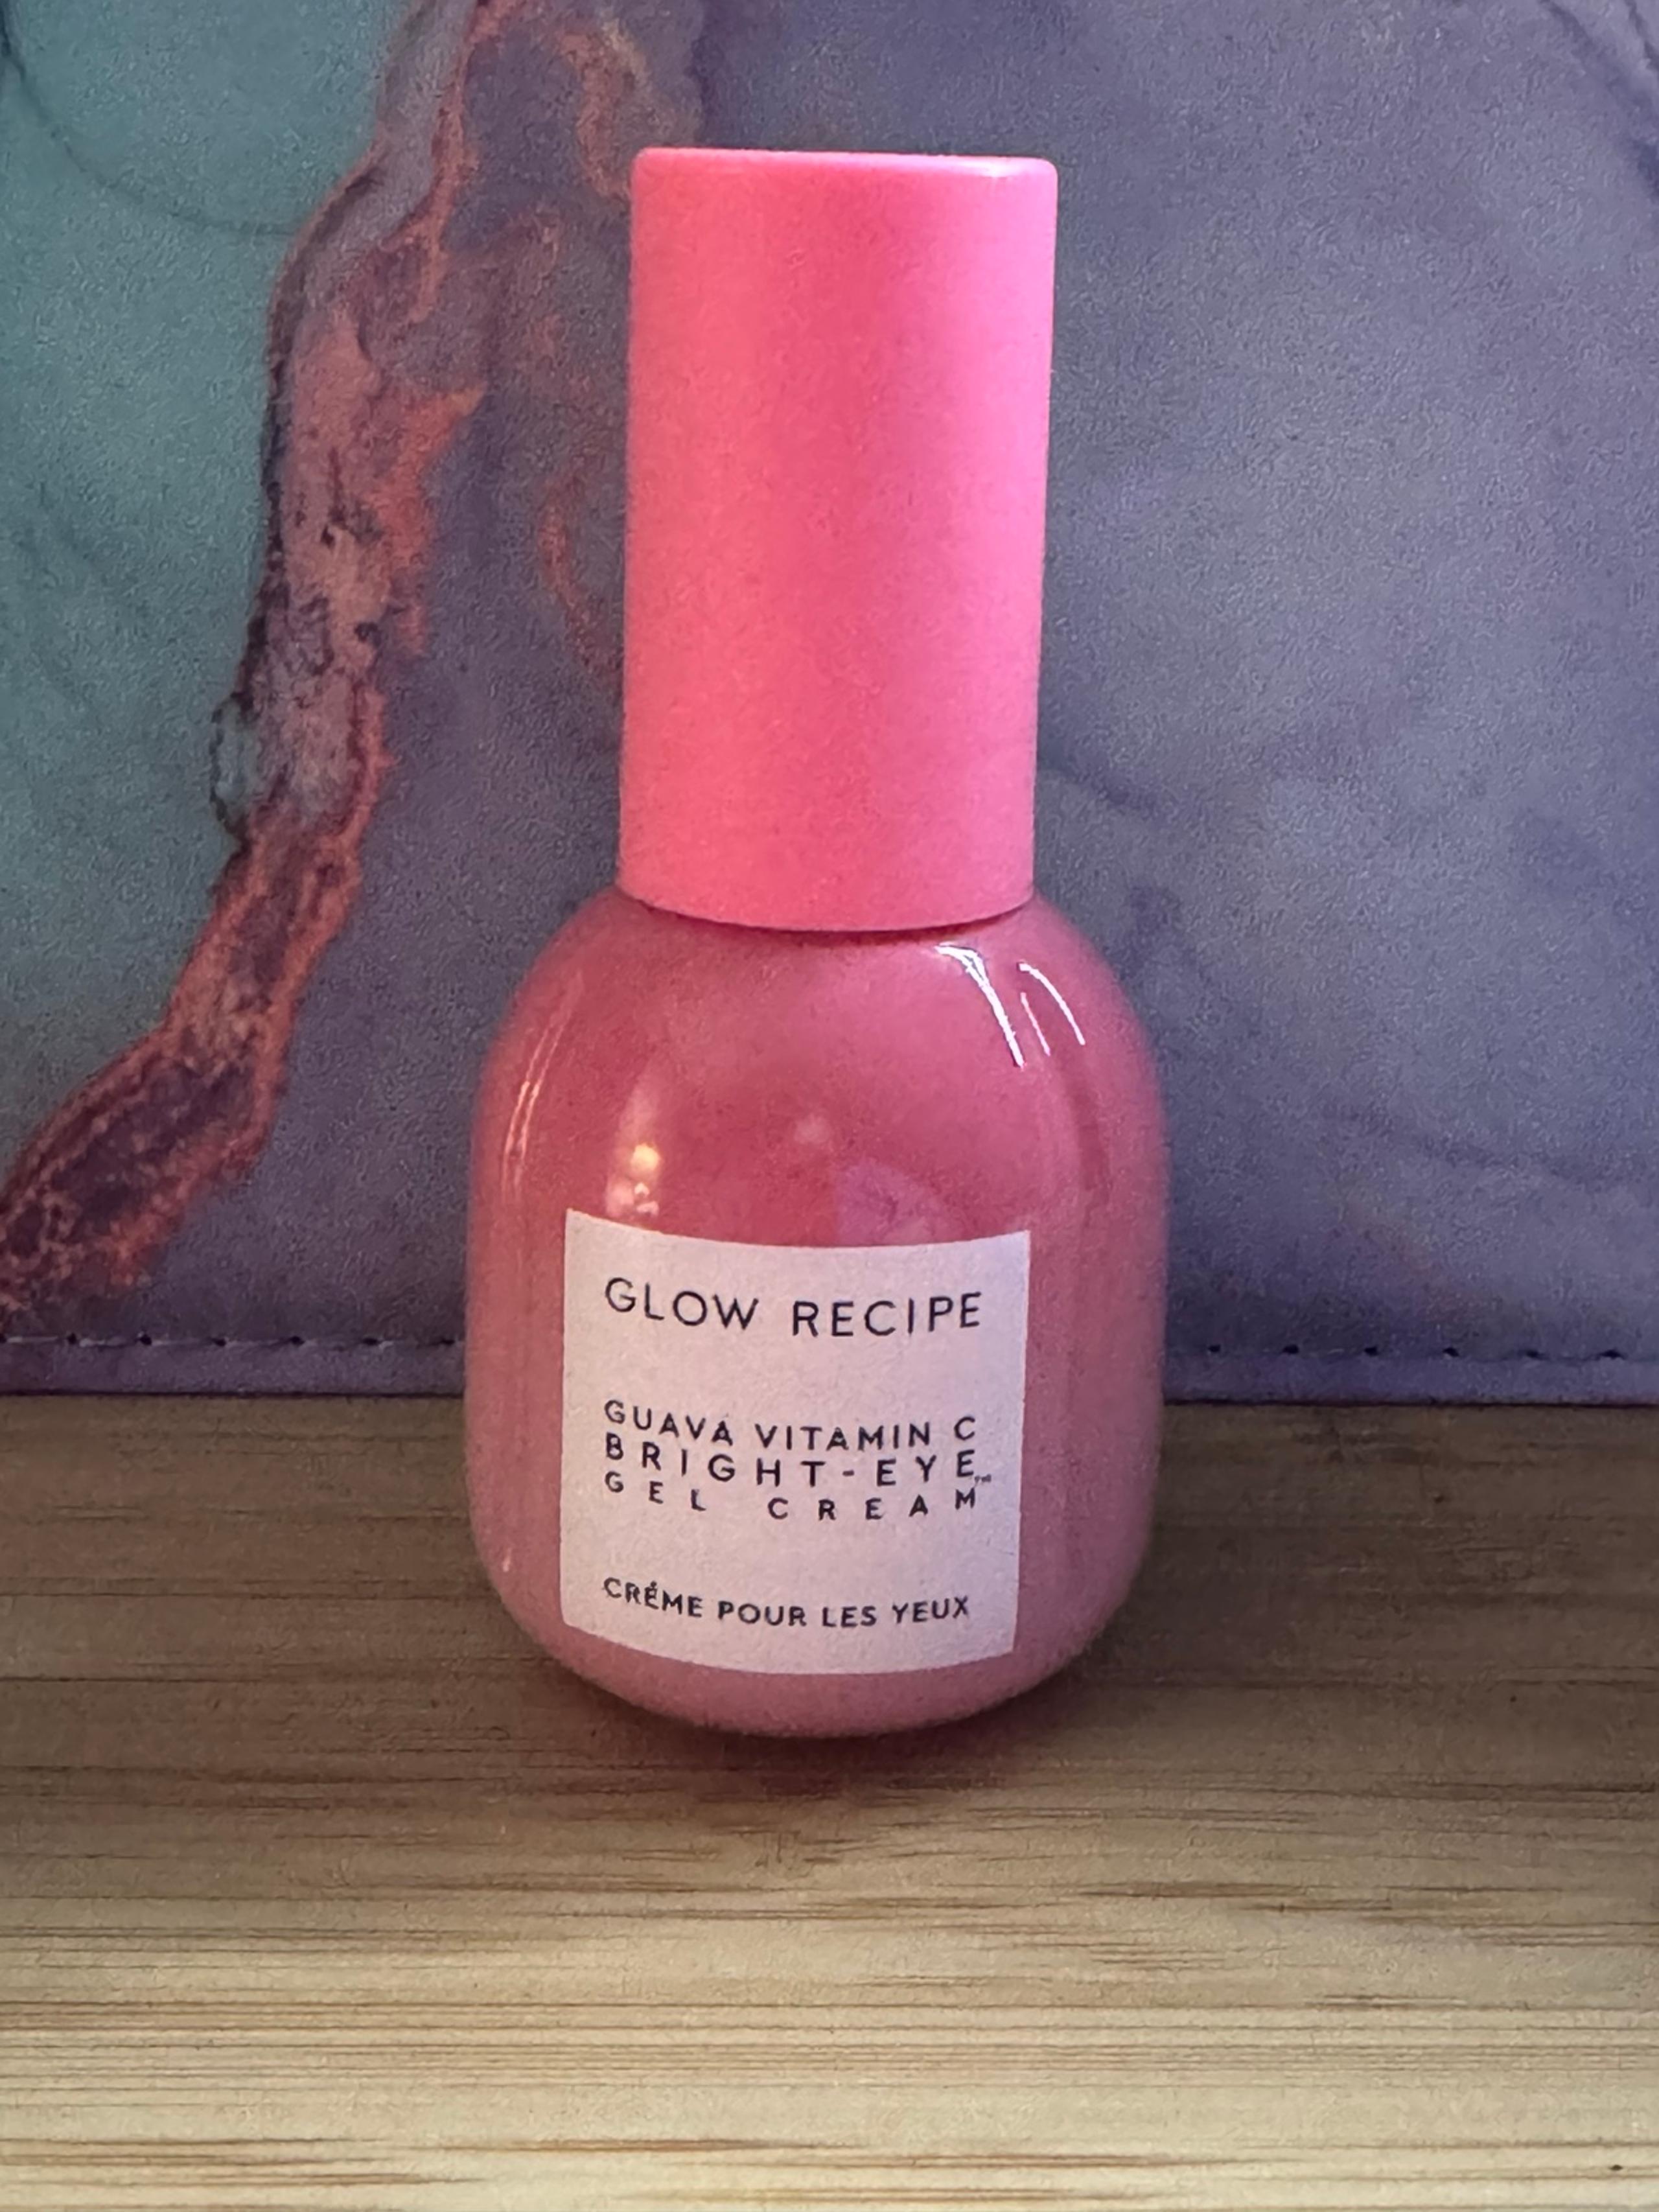 GLOW RECIPE
GUAVA VITAMIN C
BRIGHT-EYE™
GEL CREAM
CRÉME POUR LES YEUX